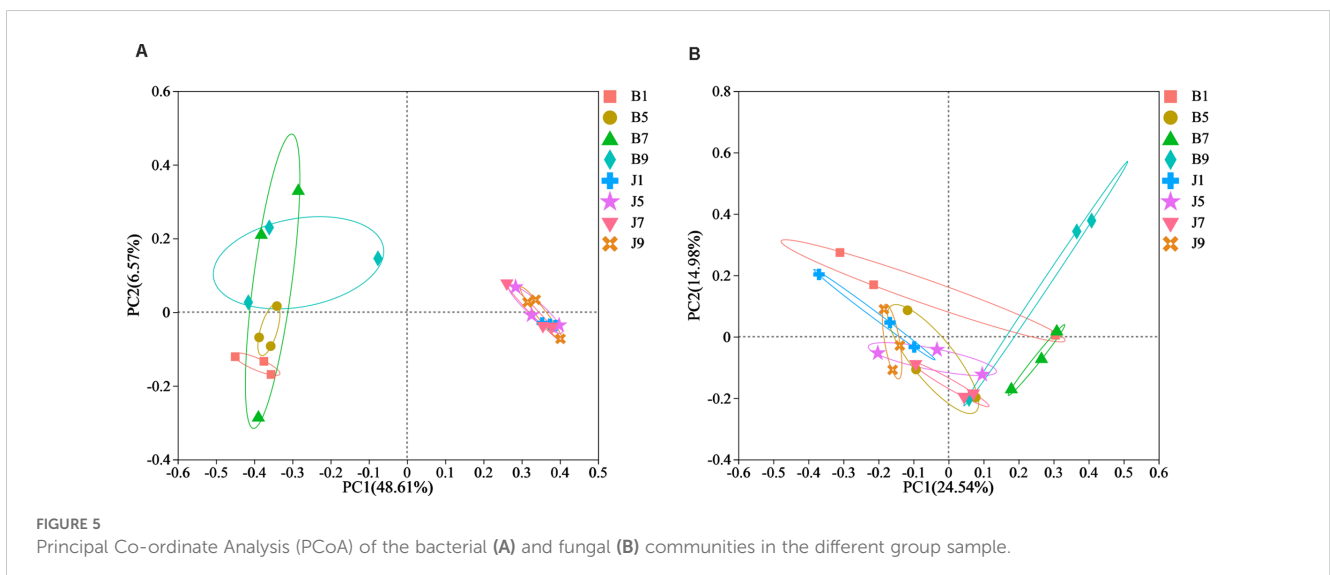 A
0.6
0.4
0.2
0
-0.2
-0.4
PC2(6.57%)
-0.6 -0.5 -0.4 -0.3 -0.2 -0.1 0 0.1 0.2 0.3 0.4 0.5
PC1(48.61%)
B1
B5
B7
B9
J1
J5
J7
J9
B
0.8
0.6
0.4
0.2
0
-0.2
-0.4
PC2(14.98%)
-0.6 -0.5 -0.4 -0.3 -0.2 -0.1 0 0.1 0.2 0.3 0.4 0.5 0.6
PC1(24.54%)
B1
B5
B7
B9
J1
J5
J7
J9
FIGURE 5
Principal Co-ordinate Analysis (PCoA) of the bacterial (A) and fungal (B) communities in the different group sample.